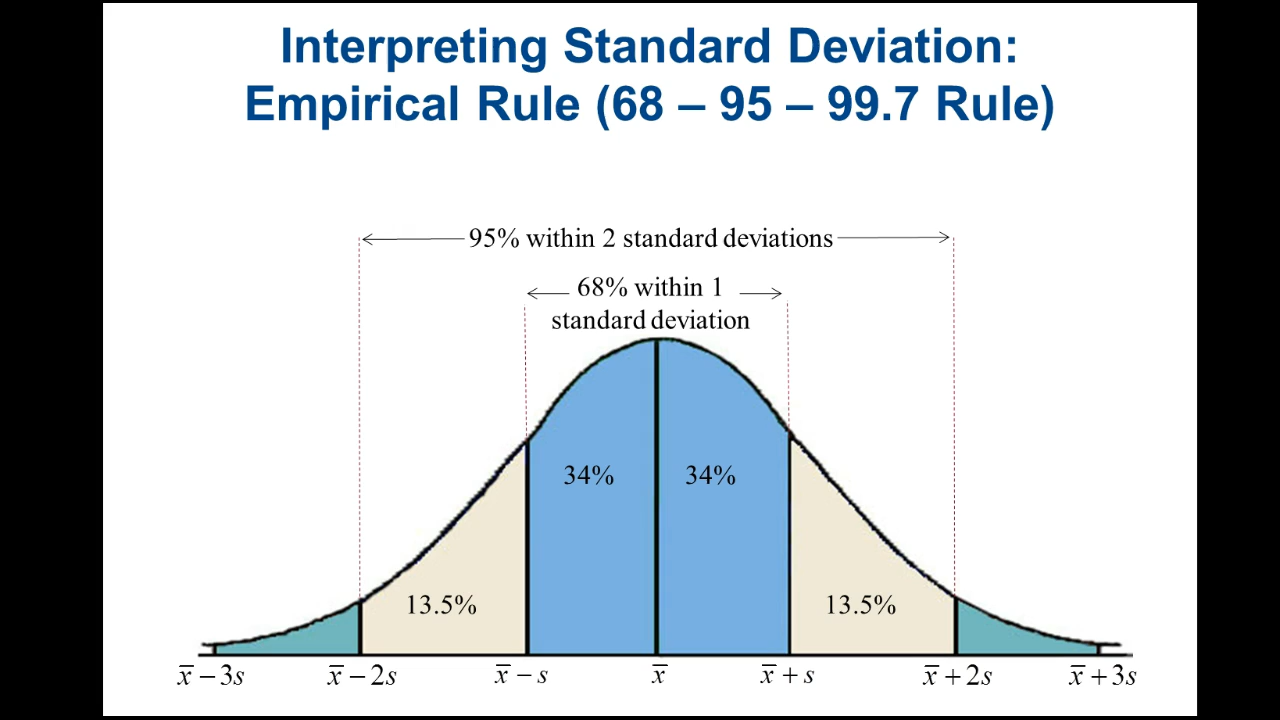 Interpreting Standard Deviation:
Empirical Rule (68 – 95 – 99.7 Rule)
95% within 2 standard deviations
68% within 1
standard deviation
34% 34%
13.5% 13.5%
x̅ − 3s x̅ − 2s x̅ − s x̅ x̅ + s x̅ + 2s x̅ + 3s